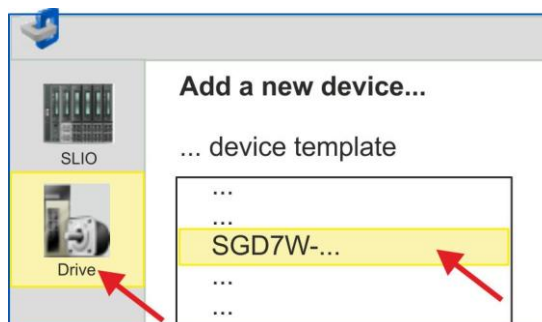 Add a new device...
SLIO
... device template
...
...
SGD7W-...
Drive
...
...